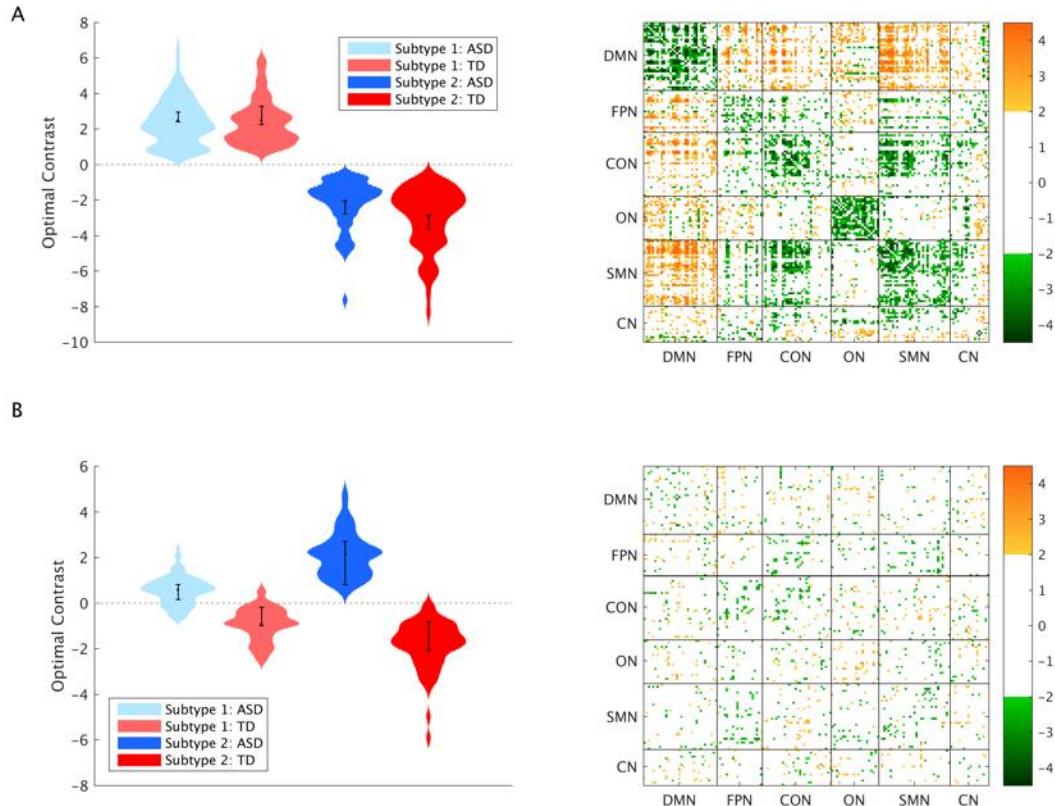 A
8
6
4
2
0
−2
−4
−6
−8
−10
Optimal Contrast
Subtype 1: ASD
Subtype 1: TD
Subtype 2: ASD
Subtype 2: TD
DMN
FPN
CON
ON
SMN
CN
DMN FPN CON ON SMN CN
4
3
2
1
0
−1
−2
−3
−4
B
6
4
2
0
−2
−4
−6
−8
Optimal Contrast
Subtype 1: ASD
Subtype 1: TD
Subtype 2: ASD
Subtype 2: TD
DMN
FPN
CON
ON
SMN
CN
DMN FPN CON ON SMN CN
4
3
2
1
0
−1
−2
−3
−4